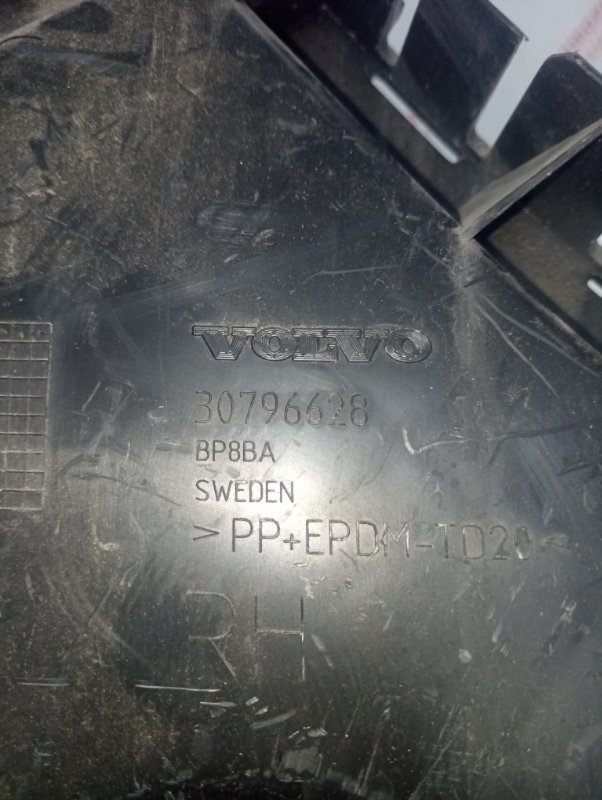 VOLVO
30796628
BP8BA
SWEDEN
>PP+EPDM-TD20<
RH